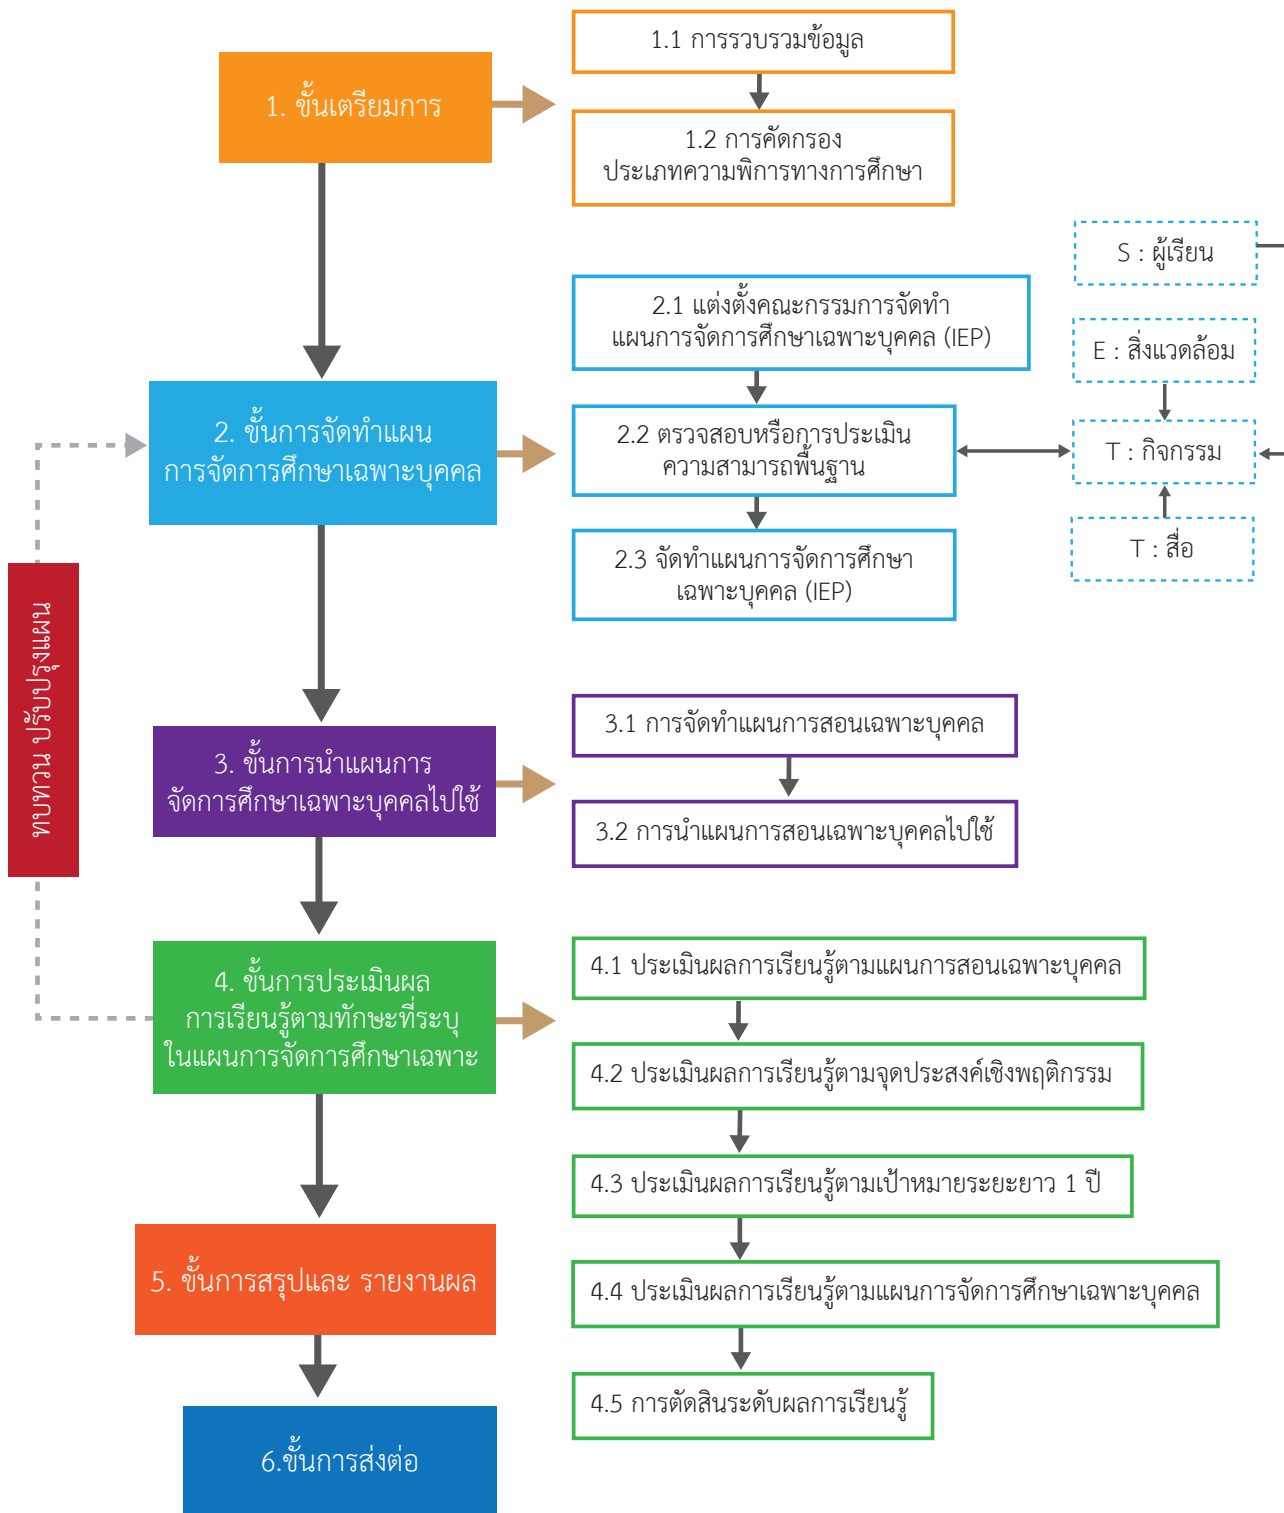 1. ขั้นเตรียมการ
1.1 การรวบรวมข้อมูล
1.2 การคัดกรอง
ประเภทความพิการทางการศึกษา
2. ขั้นการจัดทำแผน
การจัดการศึกษาเฉพาะบุคคล
2.1 แต่งตั้งคณะกรรมการจัดทำ
แผนการจัดการศึกษาเฉพาะบุคคล (IEP)
2.2 ตรวจสอบหรือการประเมิน
ความสามารถพื้นฐาน
2.3 จัดทำแผนการจัดการศึกษา
เฉพาะบุคคล (IEP)
S : ผู้เรียน
E : สิ่งแวดล้อม
T : กิจกรรม
T : สื่อ
ทบทวน ปรับปรุงแผน
3. ขั้นการนำแผนการ
จัดการศึกษาเฉพาะบุคคลไปใช้
3.1 การจัดทำแผนการสอนเฉพาะบุคคล
3.2 การนำแผนการสอนเฉพาะบุคคลไปใช้
4. ขั้นการประเมินผล
การเรียนรู้ตามทักษะที่ระบุ
ในแผนการจัดการศึกษาเฉพาะ
4.1 ประเมินผลการเรียนรู้ตามแผนการสอนเฉพาะบุคคล
4.2 ประเมินผลการเรียนรู้ตามจุดประสงค์เชิงพฤติกรรม
4.3 ประเมินผลการเรียนรู้ตามเป้าหมายระยะยาว 1 ปี
4.4 ประเมินผลการเรียนรู้ตามแผนการจัดการศึกษาเฉพาะบุคคล
4.5 การตัดสินระดับผลการเรียนรู้
5. ขั้นการสรุปและ รายงานผล
6.ขั้นการส่งต่อ